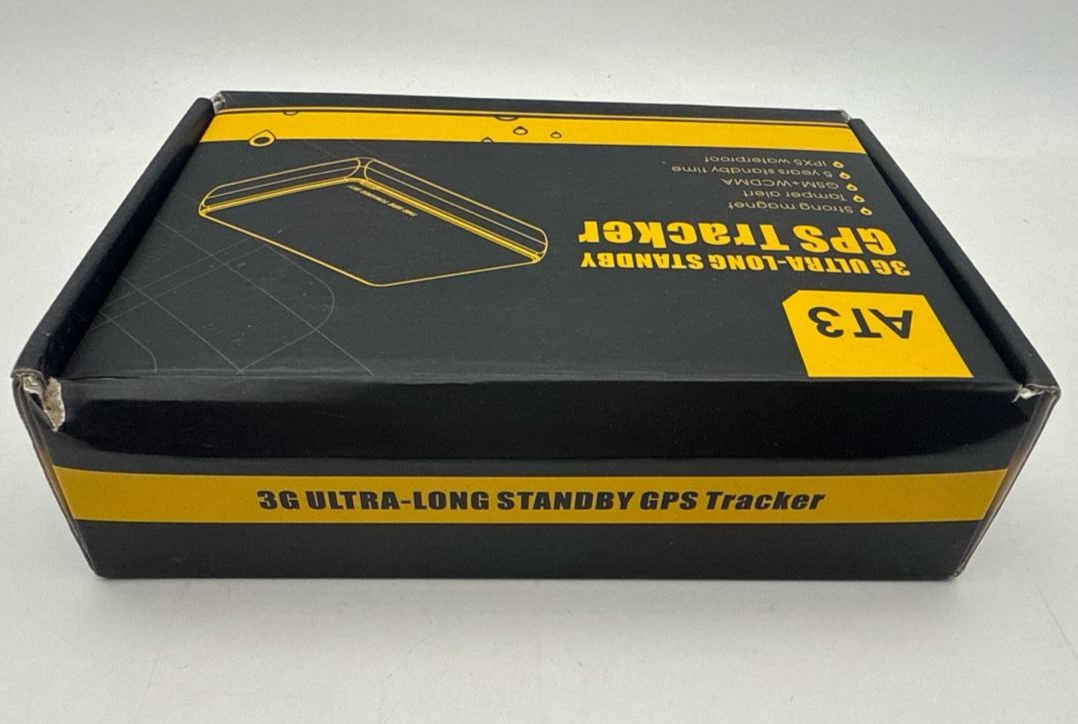 AT3
3G ULTRA-LONG STANDBY
GPS Tracker
Strong magnet
Tamper alert
GSM+WCDMA
5 years standby time
IPX5 waterproof
3G ULTRA-LONG STANDBY GPS Tracker